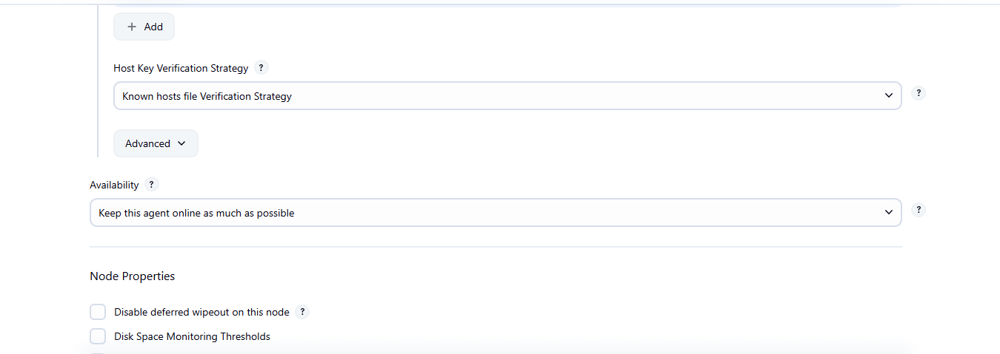 + Add
Host Key Verification Strategy ?
Known hosts file Verification Strategy
?
Advanced
Availability ?
Keep this agent online as much as possible
?
Node Properties
Disable deferred wipeout on this node ?
Disk Space Monitoring Thresholds